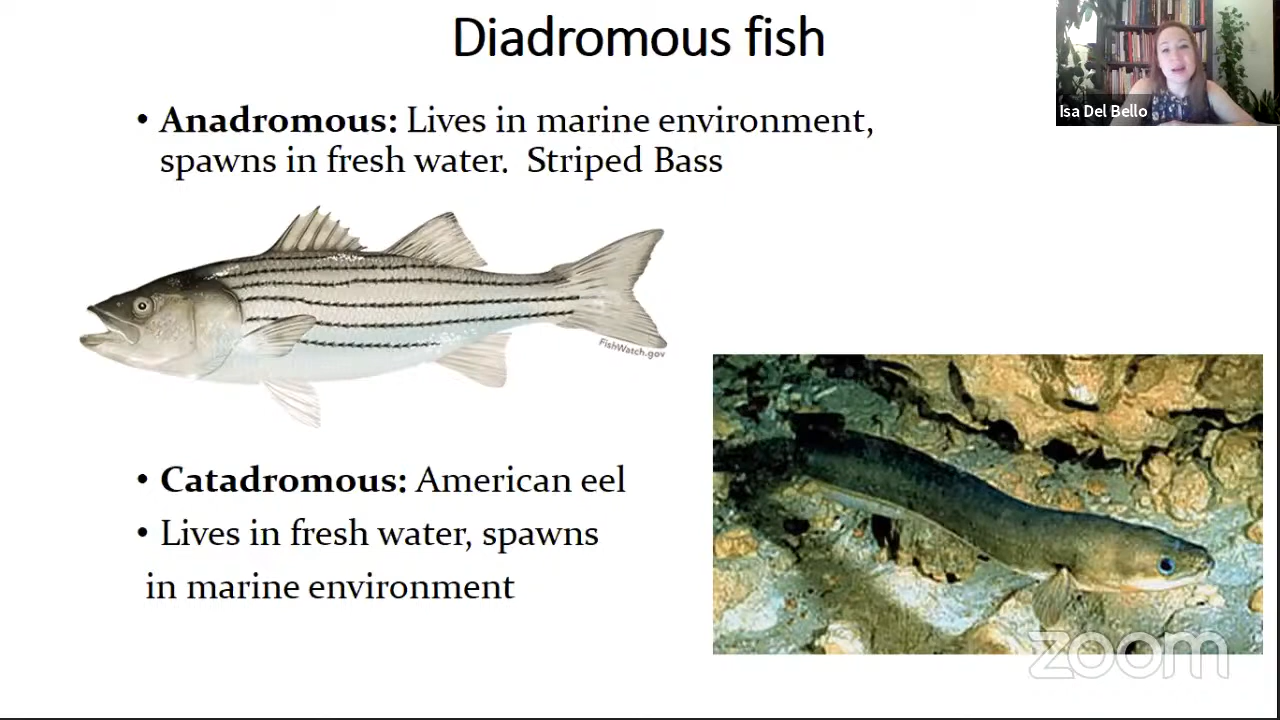 Diadromous fish
Isa Del Bello
• Anadromous: Lives in marine environment,
spawns in fresh water. Striped Bass
FishWatch.gov
• Catadromous: American eel
• Lives in fresh water, spawns
in marine environment
zoom